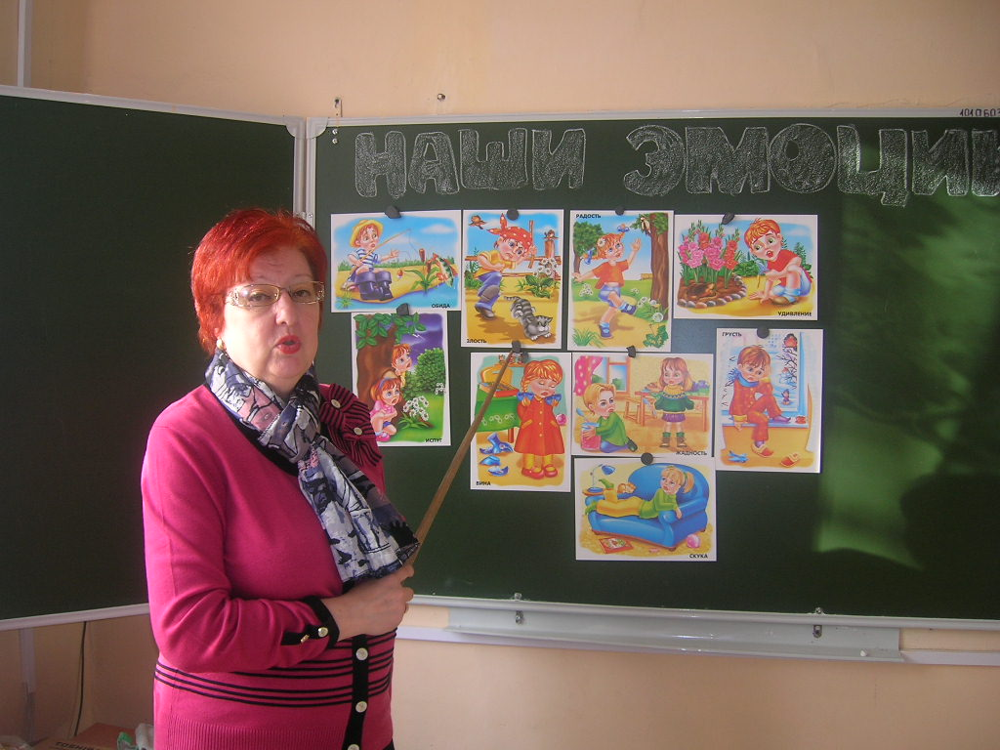 НАШИ ЭМОЦИИ
ОБИДА
ЗЛОСТЬ
РАДОСТЬ
УДИВЛЕНИЕ
ИСПУГ
ВИНА
ЖАДНОСТЬ
ГРУСТЬ
СКУКА